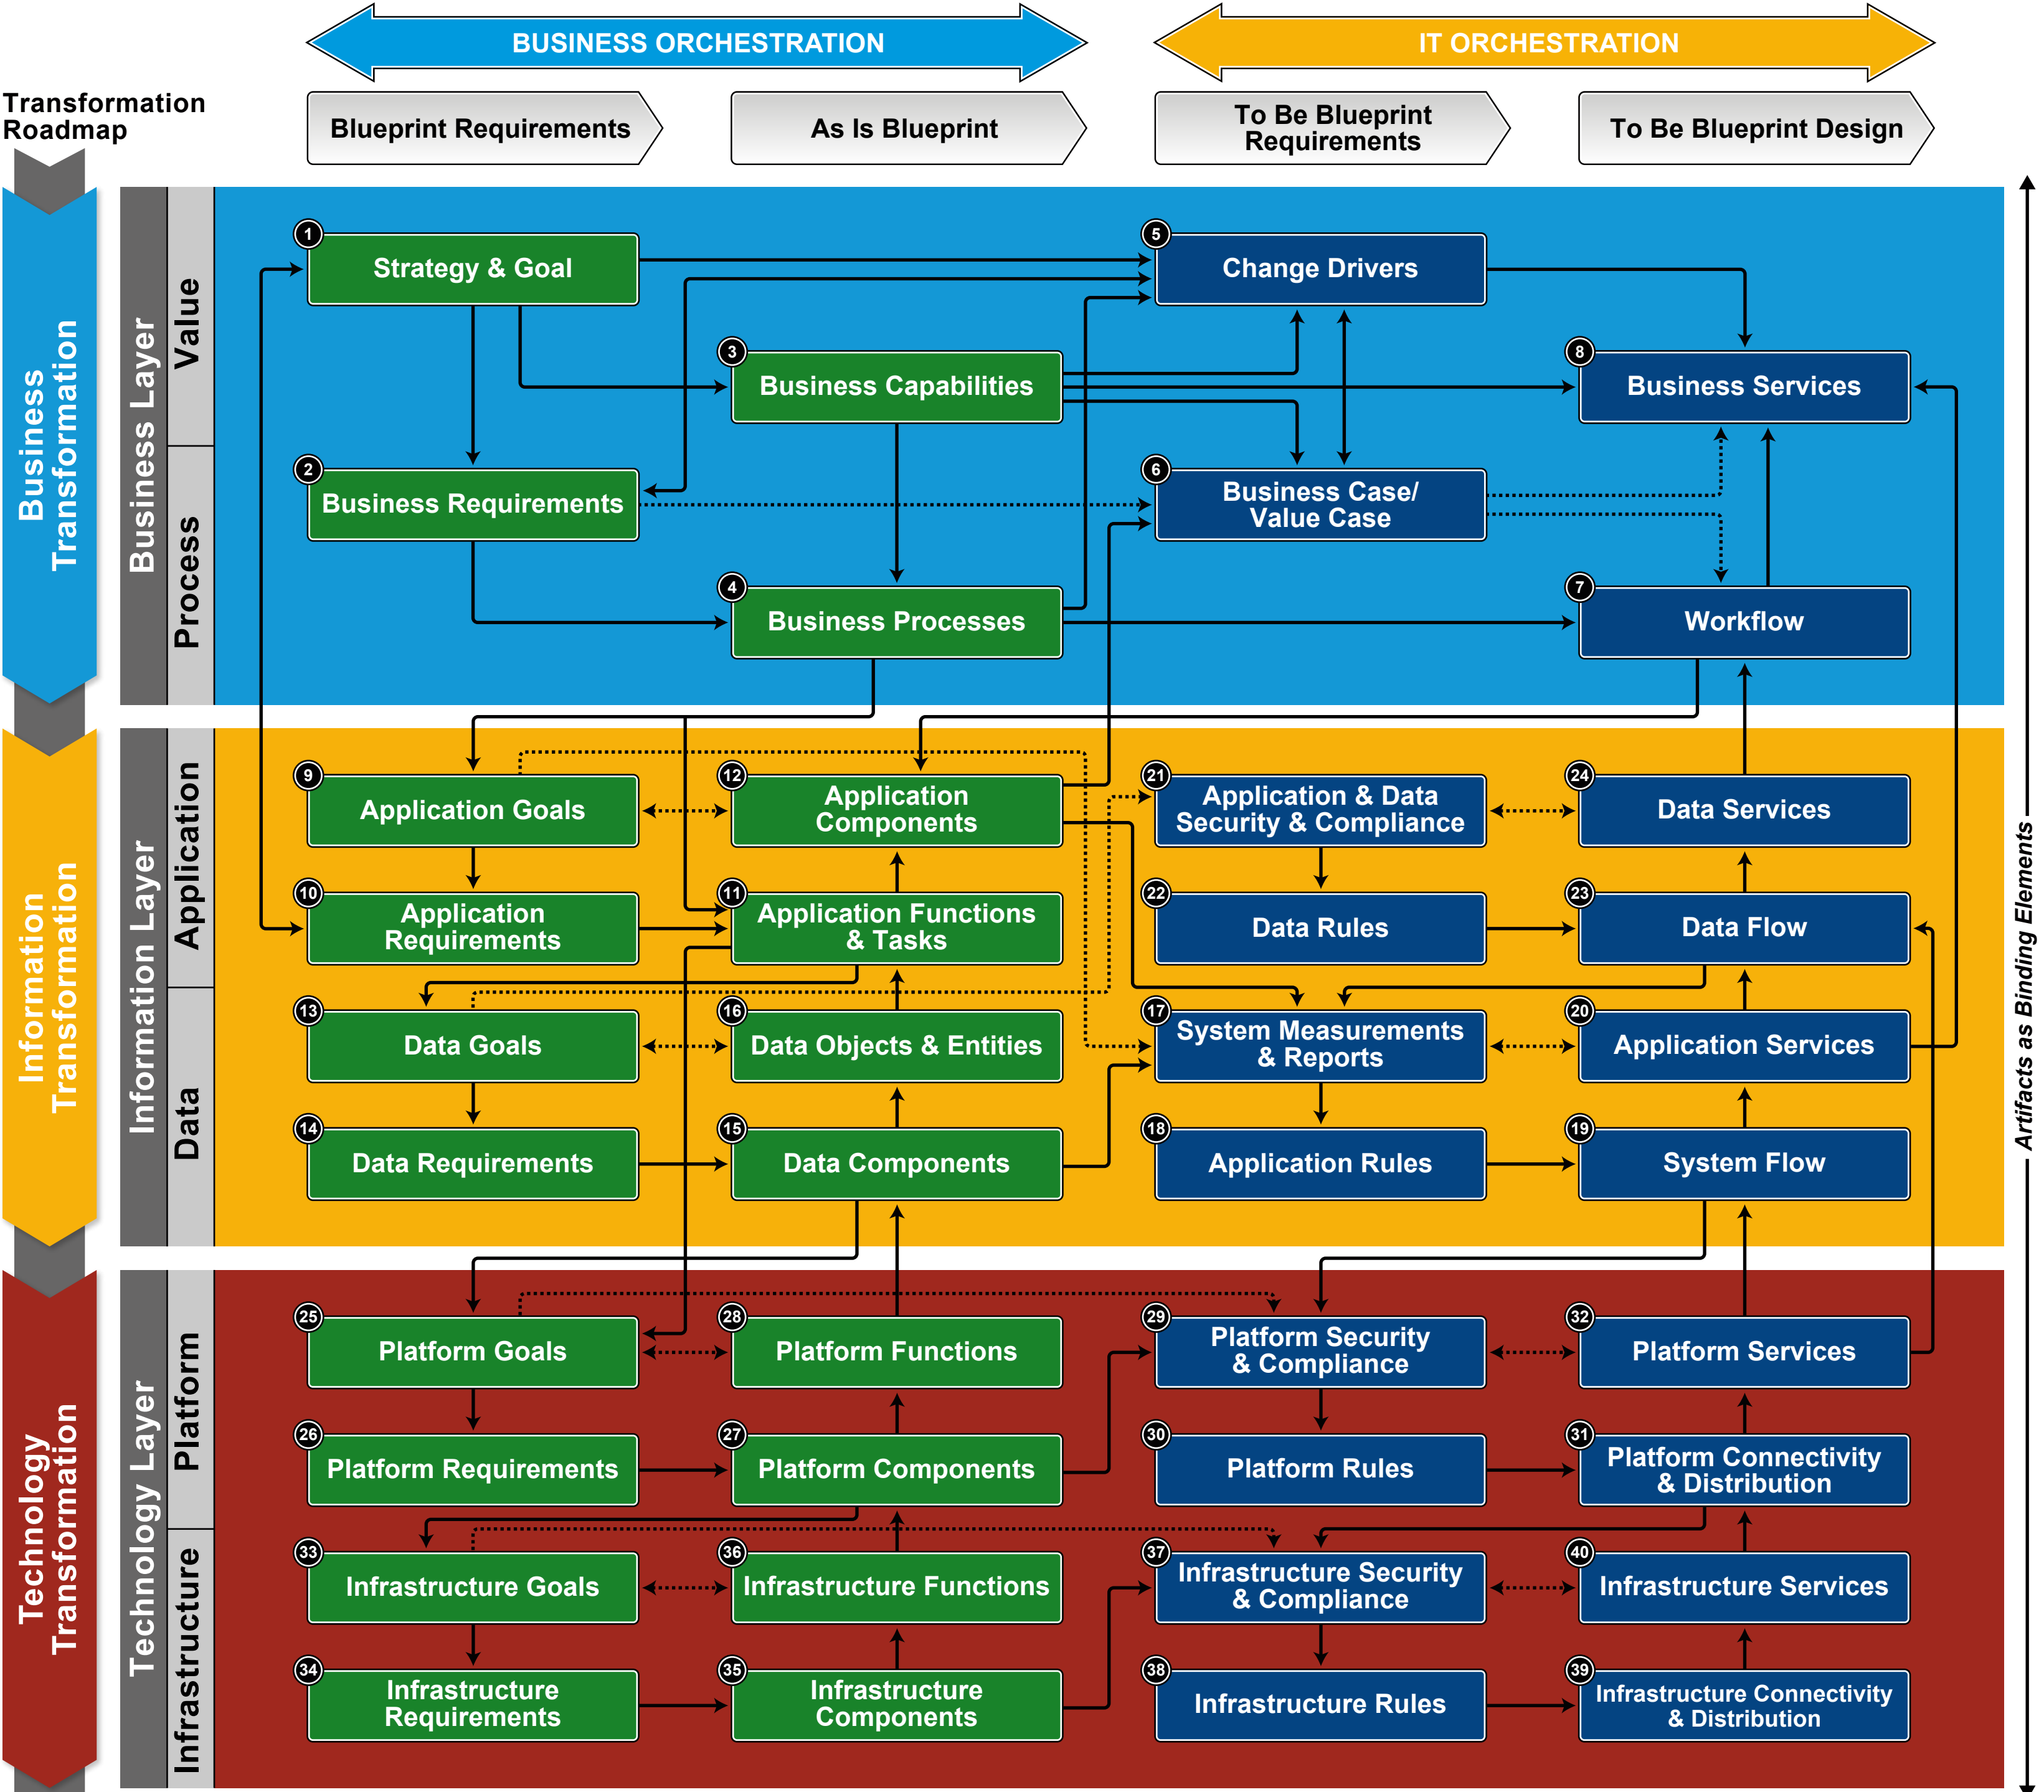 BUSINESS ORCHESTRATION
IT ORCHESTRATION
Transformation
Roadmap
Blueprint Requirements
As Is Blueprint
To Be Blueprint
Requirements
To Be Blueprint Design
Business
Transformation
Business Layer
Value
Process
1
Strategy & Goal
5
Change Drivers
3
Business Capabilities
8
Business Services
2
Business Requirements
6
Business Case/
Value Case
4
Business Processes
7
Workflow
Information
Transformation
Information Layer
Application
Data
9
Application Goals
12
Application
Components
21
Application & Data
Security & Compliance
24
Data Services
10
Application
Requirements
11
Application Functions
& Tasks
22
Data Rules
23
Data Flow
13
Data Goals
16
Data Objects & Entities
17
System Measurements
& Reports
20
Application Services
14
Data Requirements
15
Data Components
18
Application Rules
19
System Flow
Technology
Transformation
Technology Layer
Platform
Infrastructure
25
Platform Goals
28
Platform Functions
29
Platform Security
& Compliance
32
Platform Services
26
Platform Requirements
27
Platform Components
30
Platform Rules
31
Platform Connectivity
& Distribution
33
Infrastructure Goals
36
Infrastructure Functions
37
Infrastructure Security
& Compliance
40
Infrastructure Services
34
Infrastructure
Requirements
35
Infrastructure
Components
38
Infrastructure Rules
39
Infrastructure Connectivity
& Distribution
Artifacts as Binding Elements